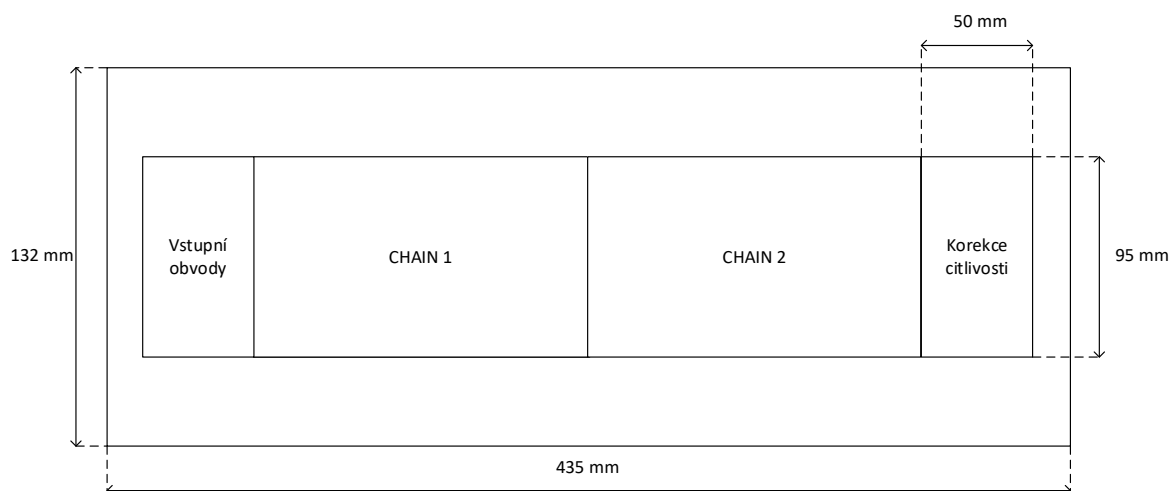 50 mm
132 mm
Vstupní
obvody
CHAIN 1
CHAIN 2
Korekce
citlivosti
95 mm
435 mm